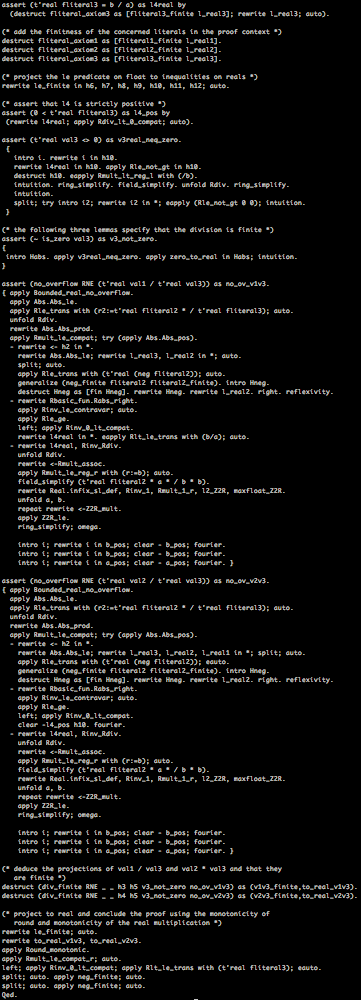 assert (t'real fliteral3 = b / a) as l4real by
(destruct fliteral_axiom3 as [fliteral3_finite l_real3]; rewrite l_real3; auto).
(* add the finitness of the concerned literals in the proof context *)
destruct fliteral_axiom1 as [fliteral1_finite l_real1].
destruct fliteral_axiom2 as [fliteral2_finite l_real2].
destruct fliteral_axiom3 as [fliteral3_finite l_real3].
(* project the le predicate on float to inequalities on reals *)
rewrite le_finite in h6, h7, h8, h9, h10, h11, h12; auto.
(* assert that l4 is strictly positive *)
assert (0 < t'real fliteral3) as l4_pos by
(rewrite l4real; apply Rdiv_lt_0_compat; auto).
assert (t'real val3 <> 0) as v3real_neq_zero.
{
intro i. rewrite i in h10.
rewrite l4real in h10. apply Rle_not_gt in h10.
destruct h10. eapply Rmult_lt_reg_l with (/b).
intuition. ring_simplify. field_simplify. unfold Rdiv. ring_simplify.
intuition.
split; try intro i2; rewrite i2 in *; eapply (Rle_not_gt 0 0); intuition.
}
(* the following three lemmas specify that the division is finite *)
assert (~ is_zero val3) as v3_not_zero.
{
intro Habs. apply v3real_neq_zero. apply zero_to_real in Habs; intuition.
}
assert (no_overflow RNE (t'real val1 / t'real val3)) as no_ov_v1v3.
{ apply Bounded_real_no_overflow.
apply Abs.Abs_le.
apply Rle_trans with (r2:=t'real fliteral2 * / t'real fliteral3); auto.
unfold Rdiv.
rewrite Abs.Abs_prod.
apply Rmult_le_compat; try (apply Abs.Abs_pos).
- rewrite <- h2 in *.
rewrite Abs.Abs_le; rewrite l_real3, l_real2 in *; auto.
split; auto.
apply Rle_trans with (t'real (neg fliteral2)); auto.
generalize (neg_finite fliteral2 fliteral2_finite). intro Hneg.
destruct Hneg as [fin Hneg]. rewrite Hneg. rewrite l_real2. right. reflexivity.
- rewrite Rbasic_fun.Rabs_right.
apply Rinv_le_contravar; auto.
apply Rle_ge.
left; apply Rinv_0_lt_compat.
rewrite l4real in *. eapply Rlt_le_trans with (b/a); auto.
- rewrite l4real, Rinv_Rdiv.
unfold Rdiv.
rewrite <-Rmult_assoc.
apply Rmult_le_reg_r with (r:=b); auto.
field_simplify (t'real fliteral2 * a * / b * b).
rewrite Real.infix_sl_def, Rinv_1, Rmult_1_r, l2_Z2R, maxfloat_Z2R.
unfold a, b.
repeat rewrite <-Z2R_mult.
apply Z2R_le.
ring_simplify; omega.
intro i; rewrite i in b_pos; clear - b_pos; fourier.
intro i; rewrite i in b_pos; clear - b_pos; fourier.
intro i; rewrite i in a_pos; clear - a_pos; fourier. }
assert (no_overflow RNE (t'real val2 / t'real val3)) as no_ov_v2v3.
{ apply Bounded_real_no_overflow.
apply Abs.Abs_le.
apply Rle_trans with (r2:=t'real fliteral2 * / t'real fliteral3); auto.
unfold Rdiv.
rewrite Abs.Abs_prod.
apply Rmult_le_compat; try (apply Abs.Abs_pos).
- rewrite <- h2 in *.
rewrite Abs.Abs_le; rewrite l_real3, l_real2, l_real1 in *; split; auto.
apply Rle_trans with (t'real (neg fliteral2)); eauto.
generalize (neg_finite fliteral2 fliteral2_finite). intro Hneg.
destruct Hneg as [fin Hneg]. rewrite Hneg. rewrite l_real2. right. reflexivity.
- rewrite Rbasic_fun.Rabs_right.
apply Rinv_le_contravar; auto.
apply Rle_ge.
left; apply Rinv_0_lt_compat.
clear -l4_pos h10. fourier.
- rewrite l4real, Rinv_Rdiv.
unfold Rdiv.
rewrite <-Rmult_assoc.
apply Rmult_le_reg_r with (r:=b); auto.
field_simplify (t'real fliteral2 * a * / b * b).
rewrite Real.infix_sl_def, Rinv_1, Rmult_1_r, l2_Z2R, maxfloat_Z2R.
unfold a, b.
repeat rewrite <-Z2R_mult.
apply Z2R_le.
ring_simplify; omega.
intro i; rewrite i in b_pos; clear - b_pos; fourier.
intro i; rewrite i in b_pos; clear - b_pos; fourier.
intro i; rewrite i in a_pos; clear - a_pos; fourier. }
(* deduce the projections of val1 / val3 and val2 * val3 and that they
are finite *)
destruct (div_finite RNE _ _ h3 h5 v3_not_zero no_ov_v1v3) as (v1v3_finite,to_real_v1v3).
destruct (div_finite RNE _ _ h4 h5 v3_not_zero no_ov_v2v3) as (v2v3_finite,to_real_v2v3).
(* project to real and conclude the proof using the monotonicity of
round and monotonicity of the real multiplication *)
rewrite le_finite; auto.
rewrite to_real_v1v3, to_real_v2v3.
apply Round_monotonic.
apply Rmult_le_compat_r; auto.
left; apply Rinv_0_lt_compat; apply Rlt_le_trans with (t'real fliteral3); eauto.
split; auto. apply neg_finite; auto.
split; auto. apply neg_finite; auto.
Qed.